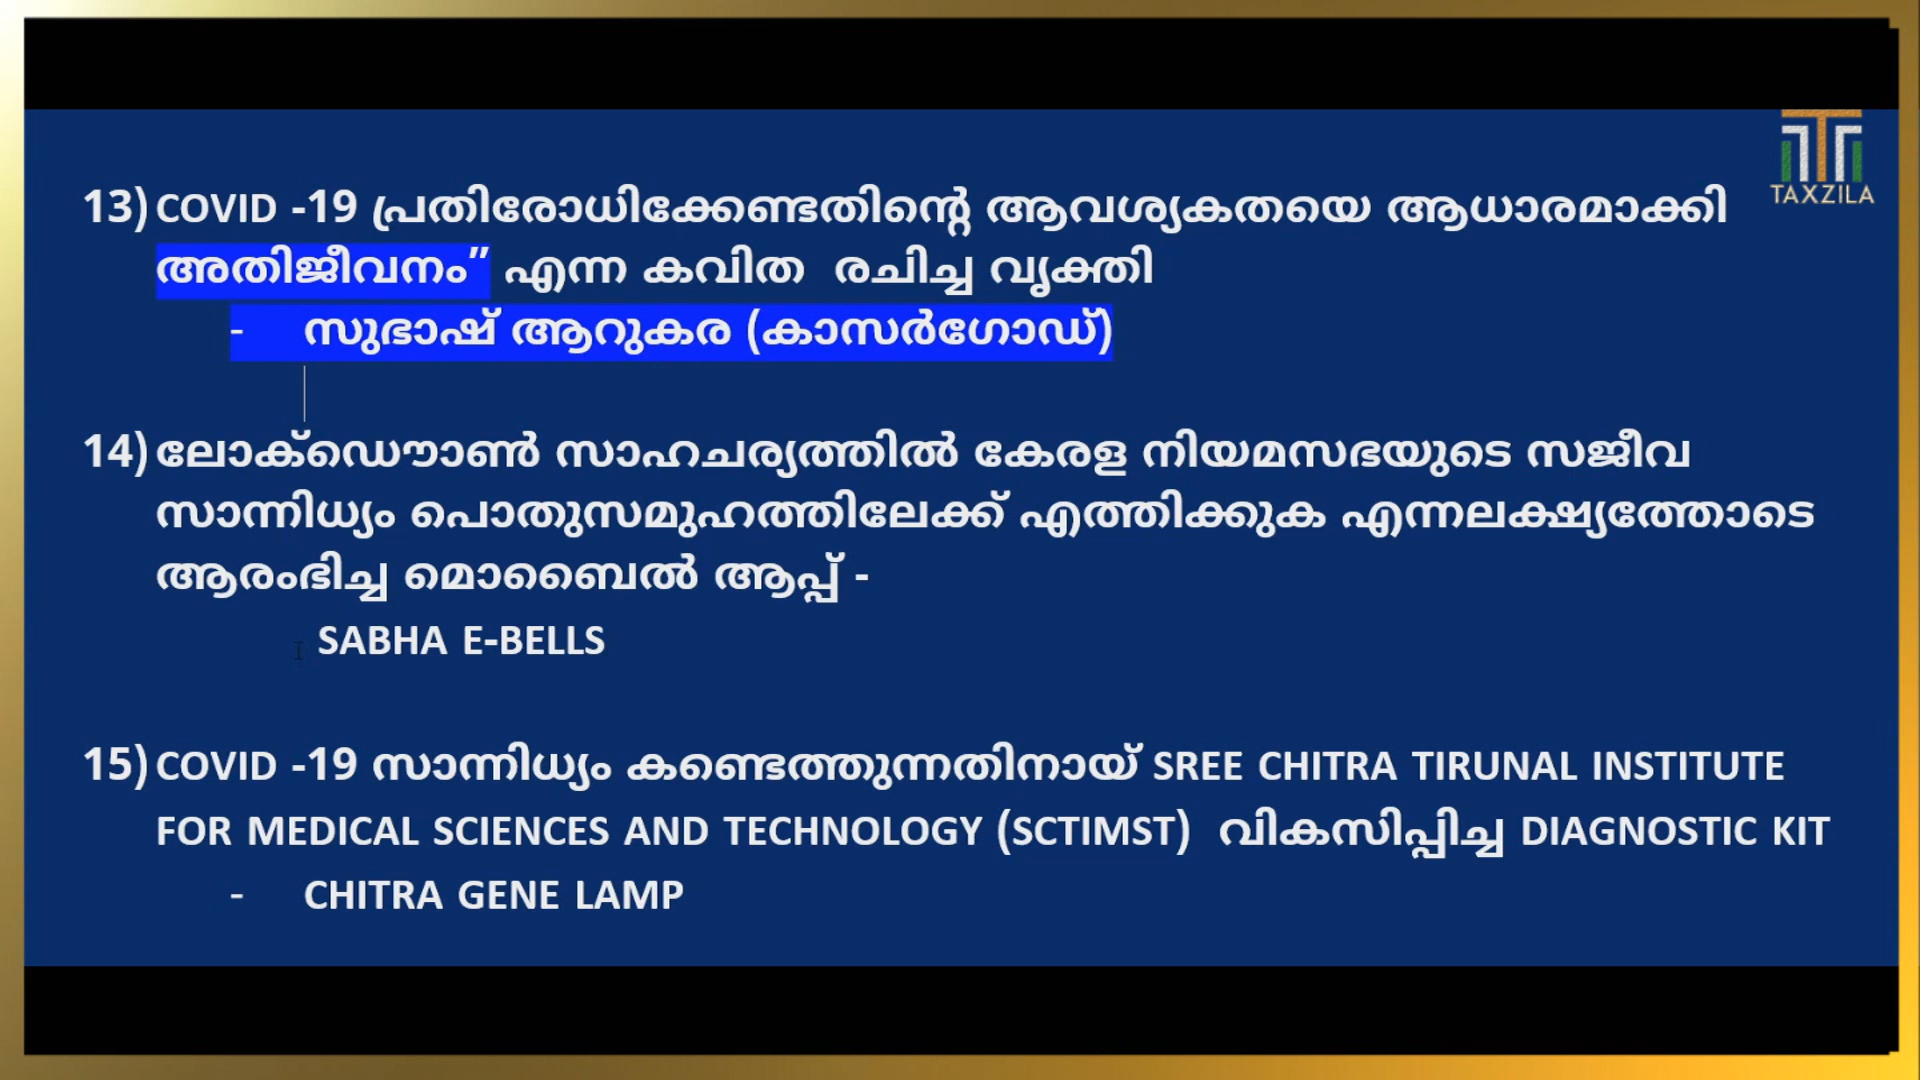 TAXZILA
13) COVID -19 പ്രതിരോധിക്കേണ്ടതിന്റെ ആവശ്യകതയെ ആധാരമാക്കി
അതിജീവനം” എന്ന കവിത രചിച്ച വൃക്തി
- സുഭാഷ് ആറുകര (കാസർഗോഡ്)
14) ലോക്ഡൌൺ സാഹചര്യത്തിൽ കേരള നിയമസഭയുടെ സജീവ
സാന്നിധ്യം പൊതുസമുഹത്തിലേക്ക് എത്തിക്കുക എന്നലക്ഷ്യത്തോടെ
ആരംഭിച്ച മൊബൈൽ ആപ്പ് -
SABHA E-BELLS
15) COVID -19 സാന്നിധ്യം കണ്ടെത്തുന്നതിനായ് SREE CHITRA TIRUNAL INSTITUTE
FOR MEDICAL SCIENCES AND TECHNOLOGY (SCTIMST) വികസിപ്പിച്ച DIAGNOSTIC KIT
- CHITRA GENE LAMP